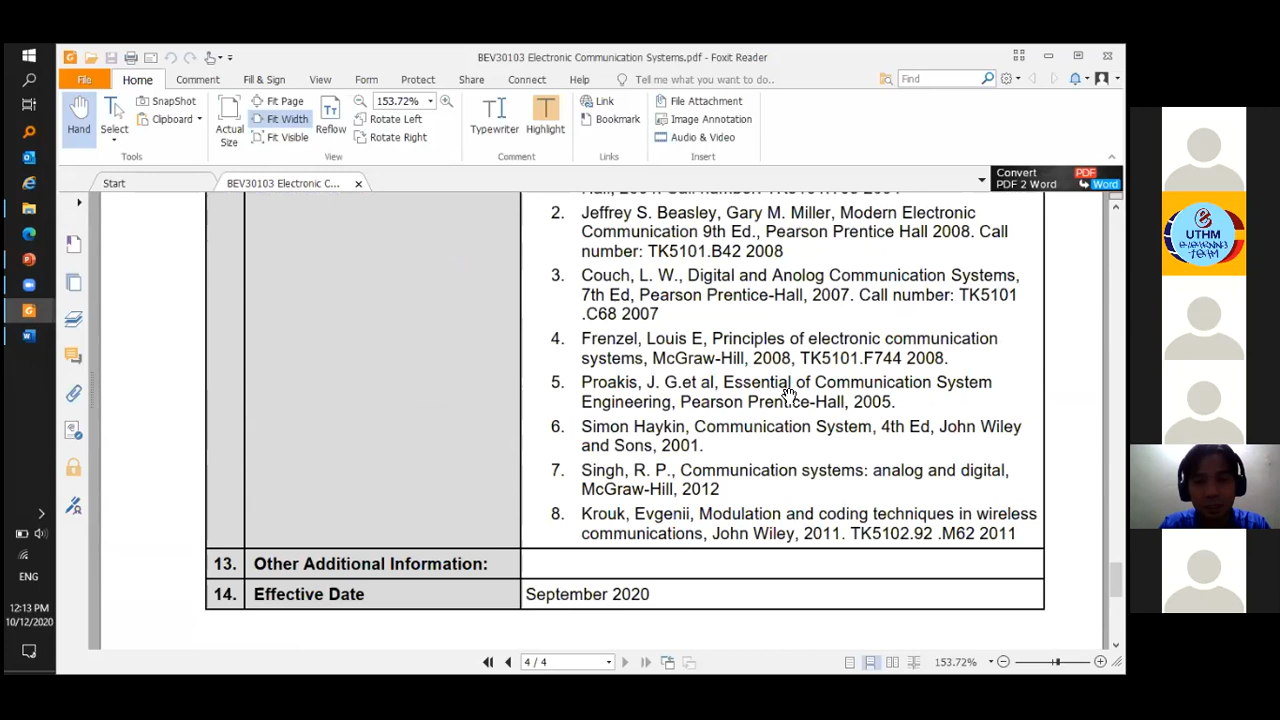 BEV30103 Electronic Communication Systems.pdf - Foxit Reader
File Home Comment Fill & Sign View Form Protect Share Connect Help Tell me what you want to do.. Find
Hand
Select
SnapShot
Clipboard
Tools
Actual Size
Fit Page
Fit Width
Fit Visible
Reflow
153.72%
Rotate Left
Rotate Right
View
Typewriter
Highlight
Comment
Link
Bookmark
Links
File Attachment
Image Annotation
Audio & Video
Insert
Start
BEV30103 Electronic C...
Convert PDF
PDF 2 Word Word
2. Jeffrey S. Beasley, Gary M. Miller, Modern Electronic
Communication 9th Ed., Pearson Prentice Hall 2008. Call
number: TK5101.B42 2008
3. Couch, L. W., Digital and Anolog Communication Systems,
7th Ed, Pearson Prentice-Hall, 2007. Call number: TK5101
.C68 2007
4. Frenzel, Louis E, Principles of electronic communication
systems, McGraw-Hill, 2008, TK5101.F744 2008.
5. Proakis, J. G.et al, Essential of Communication System
Engineering, Pearson Prentice-Hall, 2005.
6. Simon Haykin, Communication System, 4th Ed, John Wiley
and Sons, 2001.
7. Singh, R. P., Communication systems: analog and digital,
McGraw-Hill, 2012
8. Krouk, Evgenii, Modulation and coding techniques in wireless
communications, John Wiley, 2011. TK5102.92 .M62 2011
13. Other Additional Information:
14. Effective Date September 2020
4 / 4
153.72%
ENG
12:13 PM
10/12/2020
UTHM
e-learning
TEAM